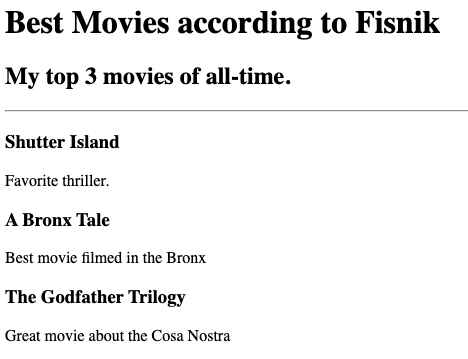 Best Movies according to Fisnik
My top 3 movies of all-time.
Shutter Island
Favorite thriller.
A Bronx Tale
Best movie filmed in the Bronx
The Godfather Trilogy
Great movie about the Cosa Nostra